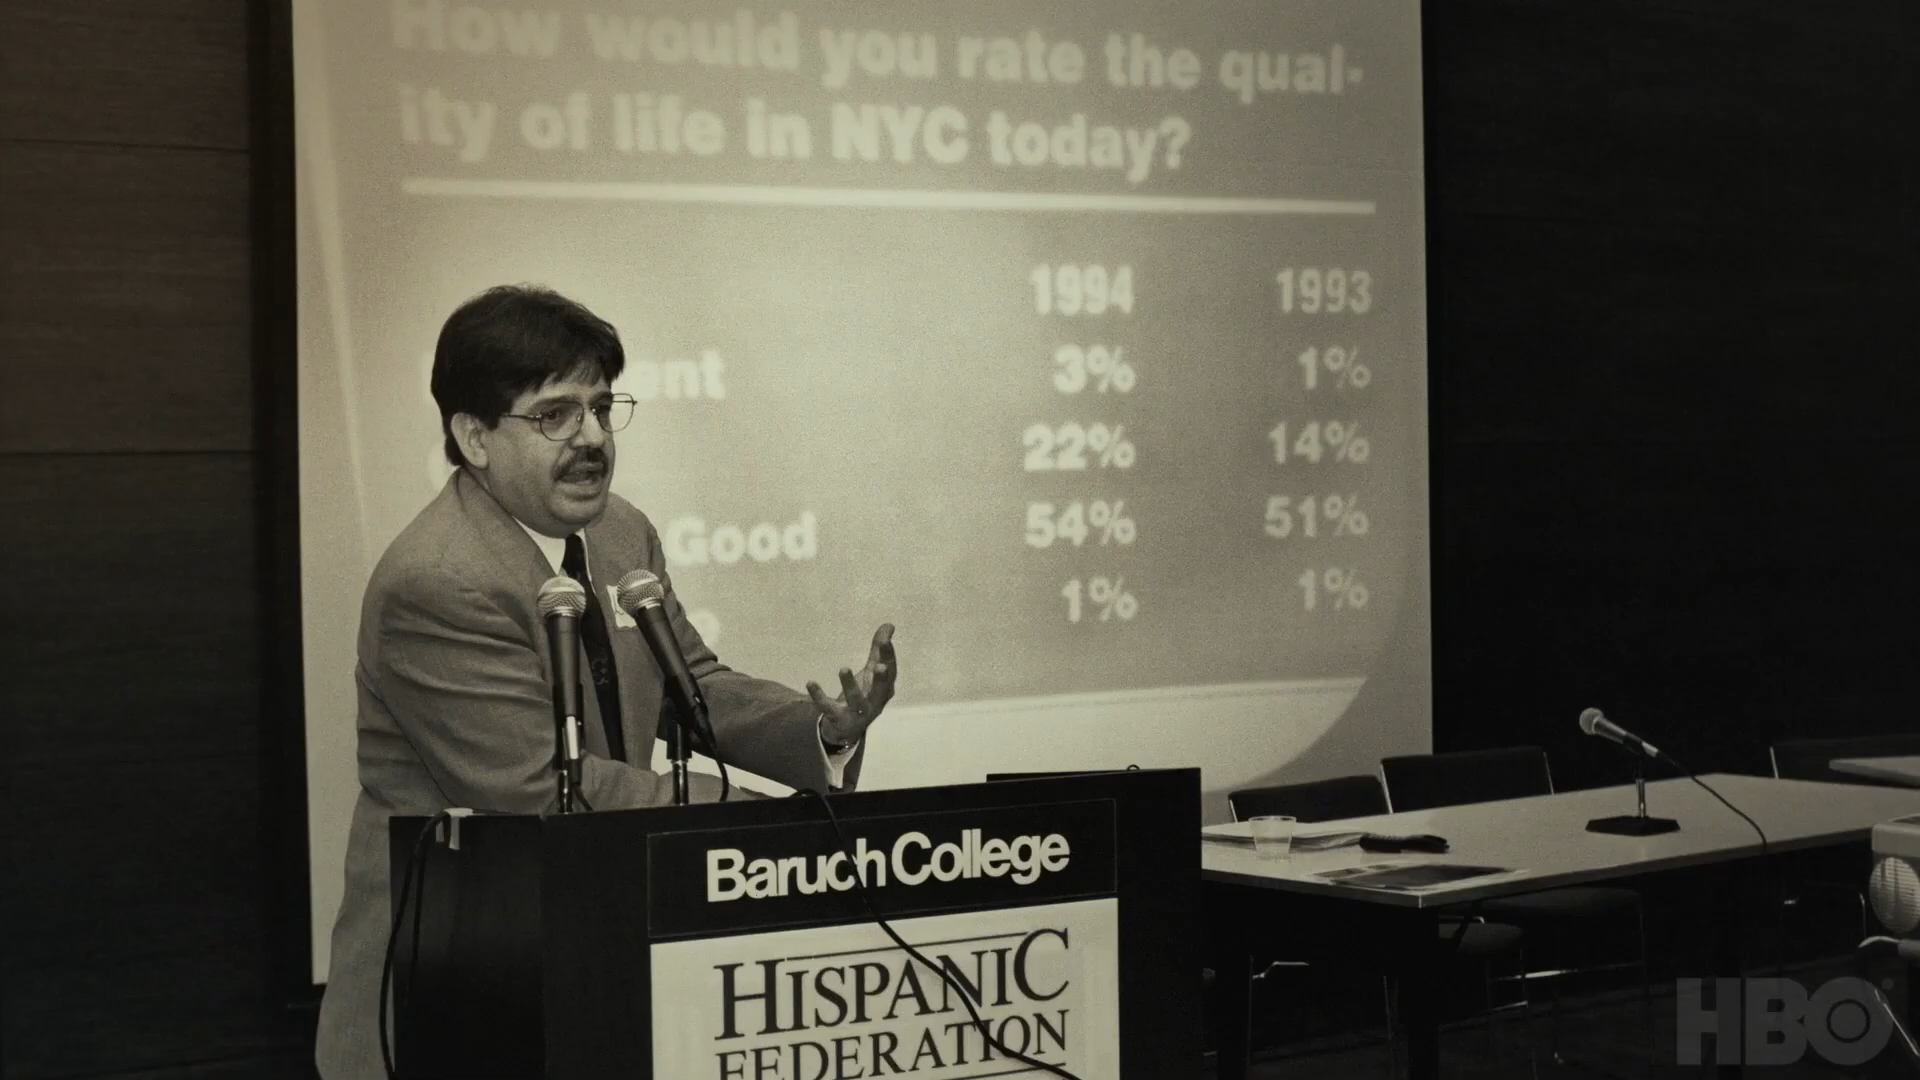 How would you rate the qual-
ity of life in NYC today?
1994 1993
ent 3% 1%
22% 14%
Good 54% 51%
1% 1%
Baruch College
HISPANIC
FEDERATION
HBO